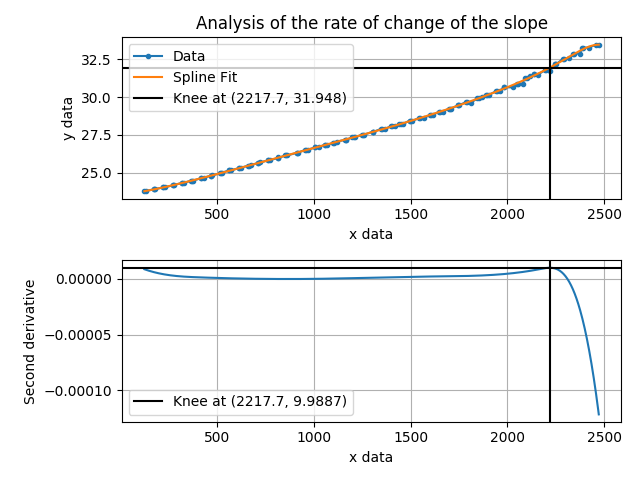 Analysis of the rate of change of the slope
Data
Spline Fit
Knee at (2217.7, 31.948)
32.5
30.0
27.5
25.0
y data
500 1000 1500 2000 2500
x data
0.00000
−0.00005
−0.00010
Second derivative
Knee at (2217.7, 9.9887)
500 1000 1500 2000 2500
x data